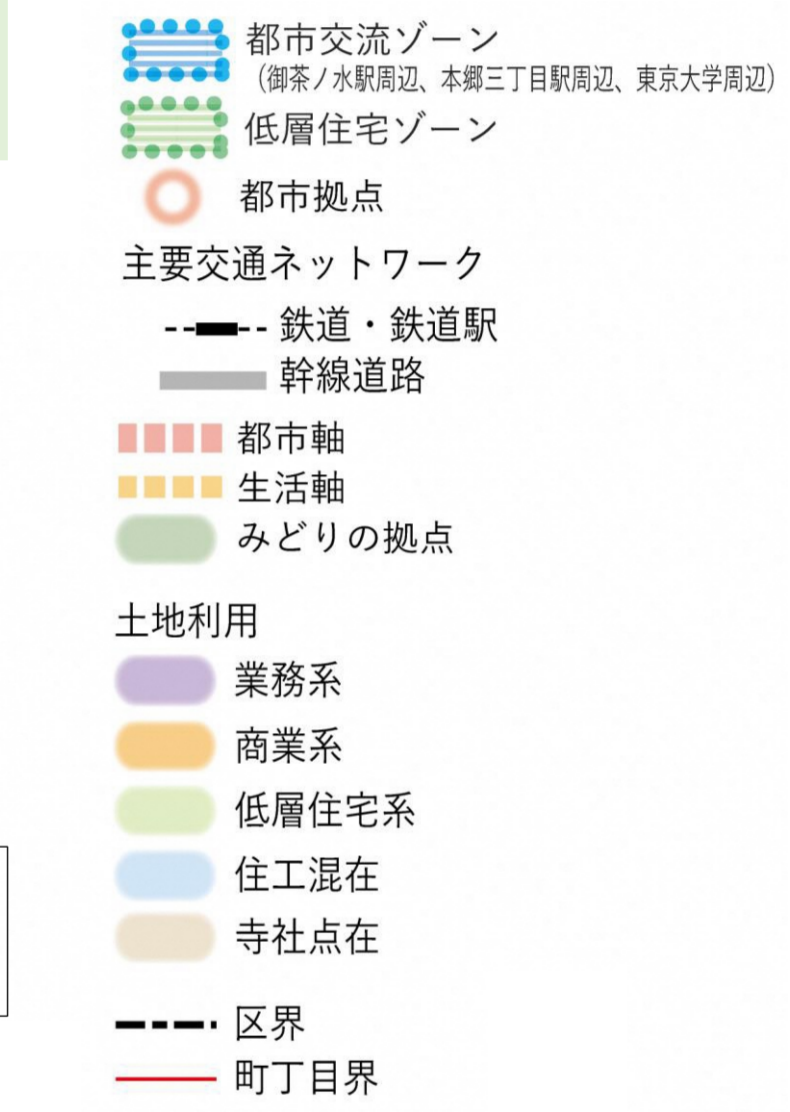 都市交流ゾーン
（御茶ノ水駅周辺、本郷三丁目駅周辺、東京大学周辺）
低層住宅ゾーン
都市拠点
主要交通ネットワーク
鉄道・鉄道駅
幹線道路
都市軸
生活軸
みどりの拠点
土地利用
業務系
商業系
低層住宅系
住工混在
寺社点在
区界
町丁目界